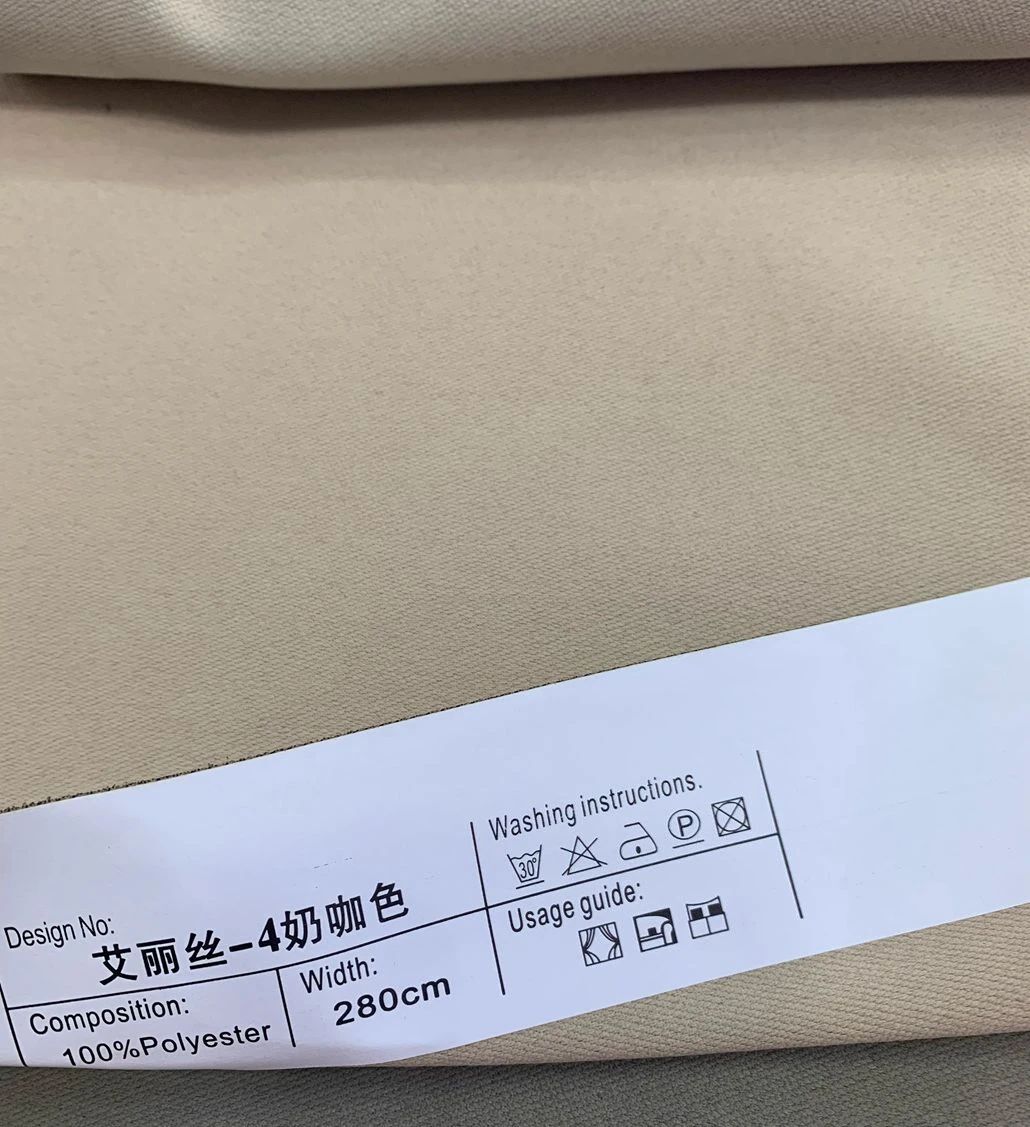 Design No:
艾丽丝-4奶咖色
Composition:
100%Polyester
Width:
280cm
Washing instructions.
30°
P
Usage guide: